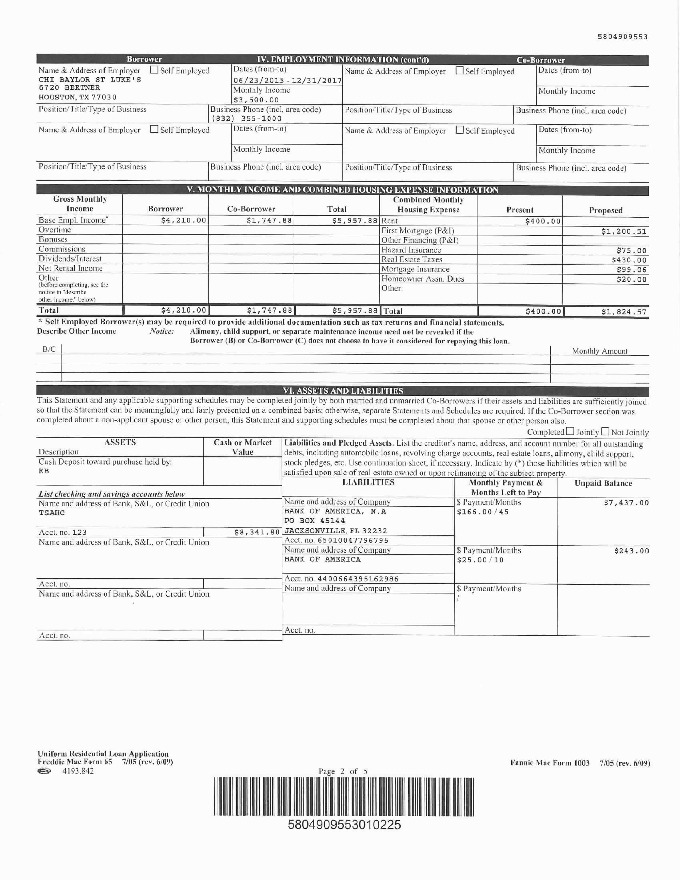 5804909553
Borrower IV. EMPLOYMENT INFORMATION (cont'd) Co-Borrower
Name & Address of Employer ☐ Self Employed Dates (from-to) Name & Address of Employer ☐ Self Employed Dates (from-to)
CHI BAYLOR ST LUKE'S
6720 BERTNER
HOUSTON, TX 77030
06/23/2015-12/31/2017
Monthly Income Monthly Income
$3,500.00
Position/Title/Type of Business Business Phone (incl. area code) Position/Title/Type of Business Business Phone (incl. area code)
(832) 355-1000
Name & Address of Employer ☐ Self Employed Dates (from-to) Name & Address of Employer ☐ Self Employed Dates (from-to)
Monthly Income Monthly Income
Position/Title/Type of Business Business Phone (incl. area code) Position/Title/Type of Business Business Phone (incl. area code)
V. MONTHLY INCOME AND COMBINED HOUSING EXPENSE INFORMATION
Gross Monthly Income Borrower Co-Borrower Total Combined Monthly Housing Expense Present Proposed
Base Empl. Income* $4,210.00 $1,747.88 $5,957.88 Rent $400.00
Overtime First Mortgage (P&I) $1,200.51
Bonuses Other Financing (P&I)
Commissions Hazard Insurance $75.00
Dividends/Interest Real Estate Taxes $430.00
Net Rental Income Mortgage Insurance $99.06
Other Homeowner Assn. Dues $20.00
(before completing, see the
notice in "describe
other income," below)
Other:
Total $4,210.00 $1,747.88 $5,957.88 Total $400.00 $1,824.57
* Self Employed Borrower(s) may be required to provide additional documentation such as tax returns and financial statements.
Describe Other Income Notice: Alimony, child support, or separate maintenance income need not be revealed if the
Borrower (B) or Co-Borrower (C) does not choose to have it considered for repaying this loan.
B/C Monthly Amount
VI. ASSETS AND LIABILITIES
This Statement and any applicable supporting schedules may be completed jointly by both married and unmarried Co-Borrowers if their assets and liabilities are sufficiently joined
so that the Statement can be meaningfully and fairly presented on a combined basis; otherwise, separate Statements and Schedules are required. If the Co-Borrower section was
completed about a non-applicant spouse or other person, this Statement and supporting schedules must be completed about that spouse or other person also.
Completed ☐ Jointly ☐ Not Jointly
ASSETS Cash or Market Value
Description
Cash Deposit toward purchase held by:
EB
Liabilities and Pledged Assets. List the creditor's name, address, and account number for all outstanding
debts, including automobile loans, revolving charge accounts, real estate loans, alimony, child support,
stock pledges, etc. Use continuation sheet, if necessary. Indicate by (*) those liabilities which will be
satisfied upon sale of real estate owned or upon refinancing of the subject property.
LIABILITIES Monthly Payment & Months Left to Pay Unpaid Balance
List checking and savings accounts below
Name and address of Bank, S&L, or Credit Union
TSAHC
Acct. no. 123 $8,341.80
Name and address of Company $ Payment/Months $7,437.00
BANK OF AMERICA, N.A $166.00/45
PO BOX 45144
JACKSONVILLE, FL 32232
Acct. no. 65010047796795
Name and address of Bank, S&L, or Credit Union
Acct. no.
Name and address of Company $ Payment/Months $243.00
BANK OF AMERICA $25.00/10
Acct. no. 4400664395162986
Name and address of Bank, S&L, or Credit Union
Acct. no.
Name and address of Company $ Payment/Months
Acct. no.
Uniform Residential Loan Application
Freddie Mac Form 65 7/05 (rev. 6/09) Fannie Mae Form 1003 7/05 (rev. 6/09)
4193.842 Page 2 of 5
5804909553010225